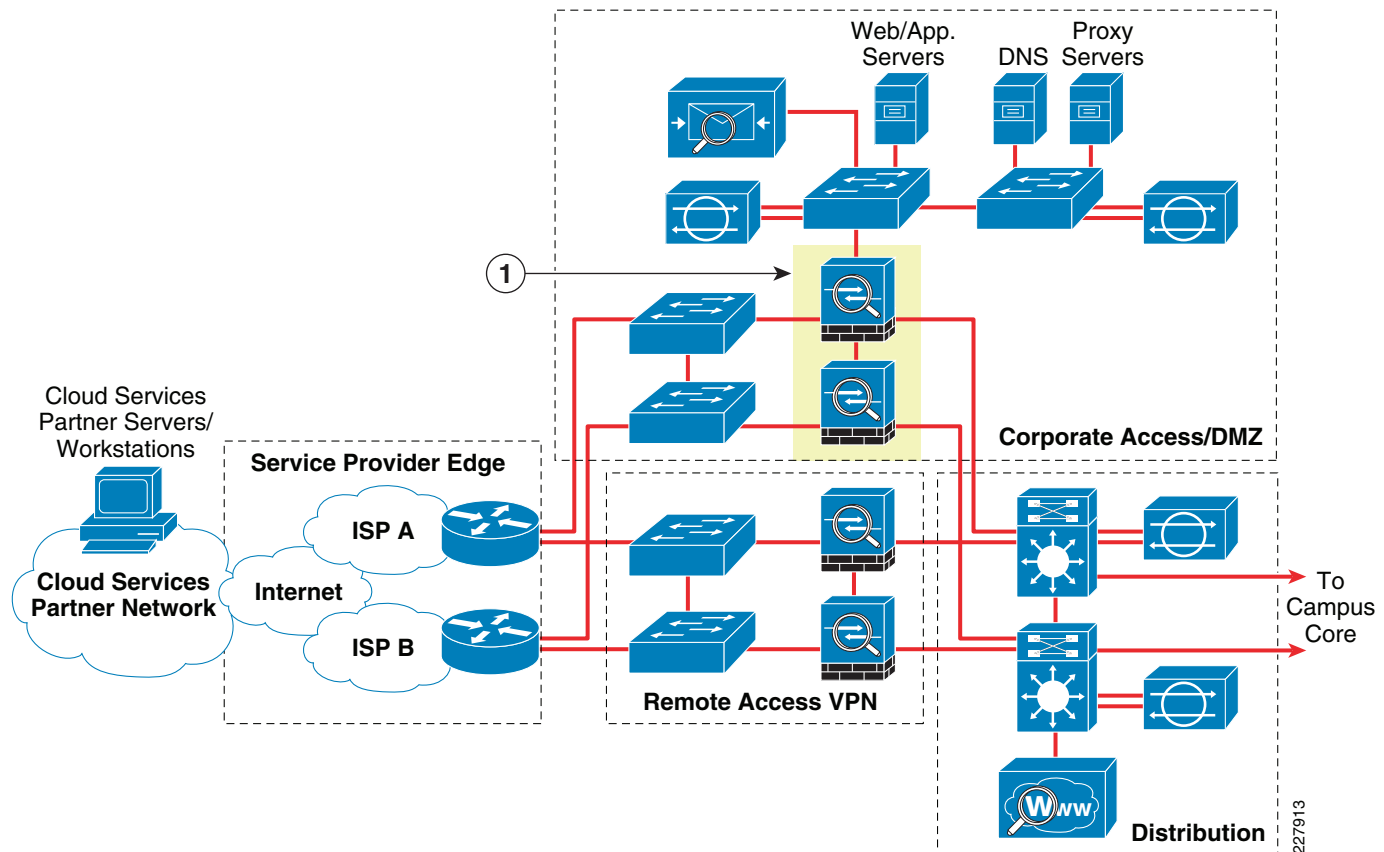 Web/App.
Servers
DNS
Proxy
Servers
1
Corporate Access/DMZ
Cloud Services
Partner Servers/
Workstations
Service Provider Edge
ISP A
Cloud Services
Partner Network
Internet
ISP B
Remote Access VPN
To
Campus
Core
Www
Distribution
227913